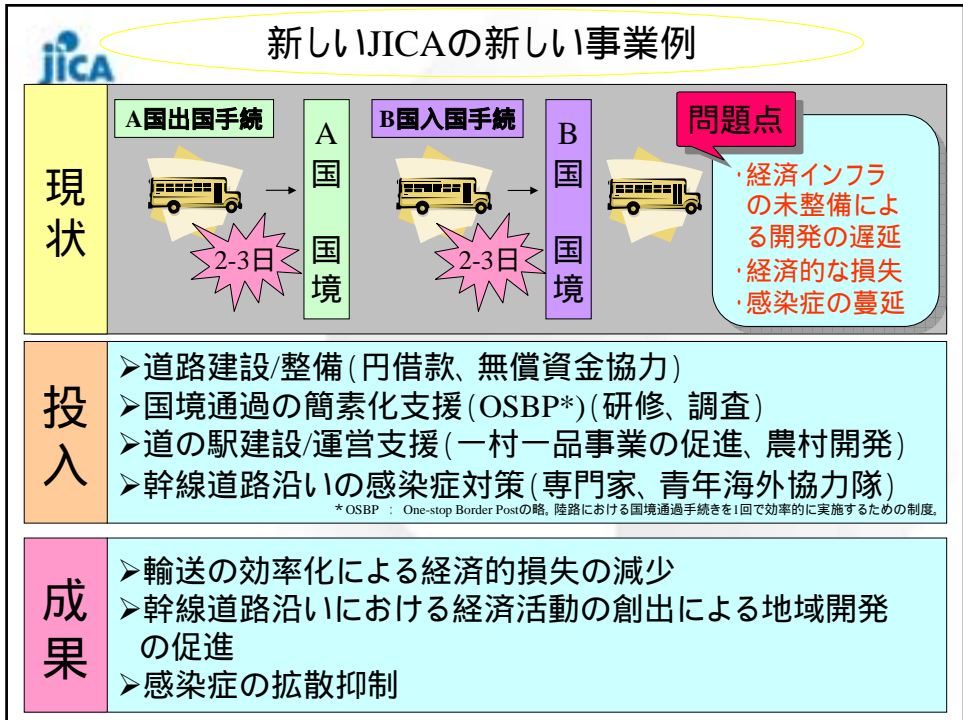 新しいJICAの新しい事業例
jica
現状
A国出国手続
2-3日
A国 国境
B国入国手続
2-3日
B国 国境
問題点
・経済インフラ
の未整備によ
る開発の遅延
・経済的な損失
・感染症の蔓延
投入
➢道路建設/整備(円借款、無償資金協力)
➢国境通過の簡素化支援(OSBP*)(研修、調査)
➢道の駅建設/運営支援(一村一品事業の促進、農村開発)
➢幹線道路沿いの感染症対策(専門家、青年海外協力隊)
*OSBP : One-stop Border Postの略。陸路における国境通過手続きを1回で効率的に実施するための制度。
成果
➢輸送の効率化による経済的損失の減少
➢幹線道路沿いにおける経済活動の創出による地域開発
の促進
➢感染症の拡散抑制